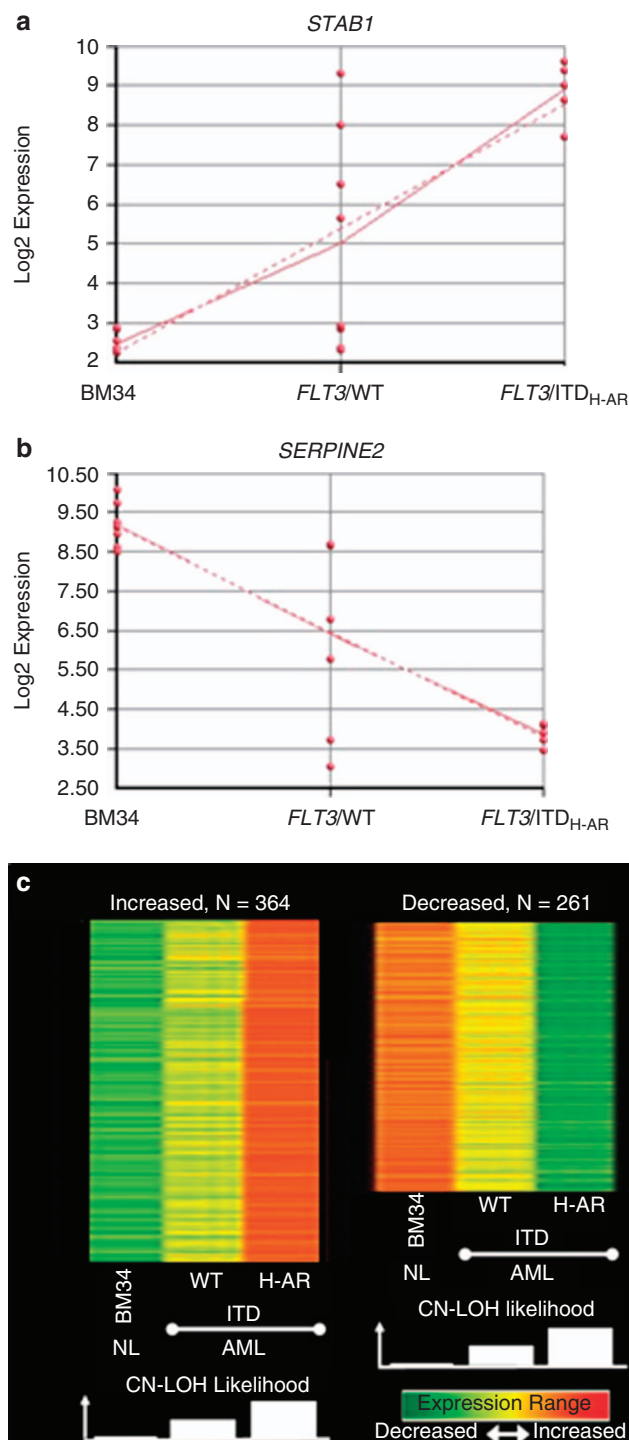 a
STAB1
10
9
8
7
6
5
4
3
2
Log2 Expression
BM34 FLT3/WT FLT3/ITDH-AR
b
SERPINE2
10.50
9.50
8.50
7.50
6.50
5.50
4.50
3.50
2.50
Log2 Expression
BM34 FLT3/WT FLT3/ITDH-AR
c
Increased, N = 364
BM34 WT H-AR
ITD
NL AML
CN-LOH Likelihood
Decreased, N = 261
BM34 WT H-AR
ITD
NL AML
CN-LOH likelihood
Expression Range
Decreased Increased